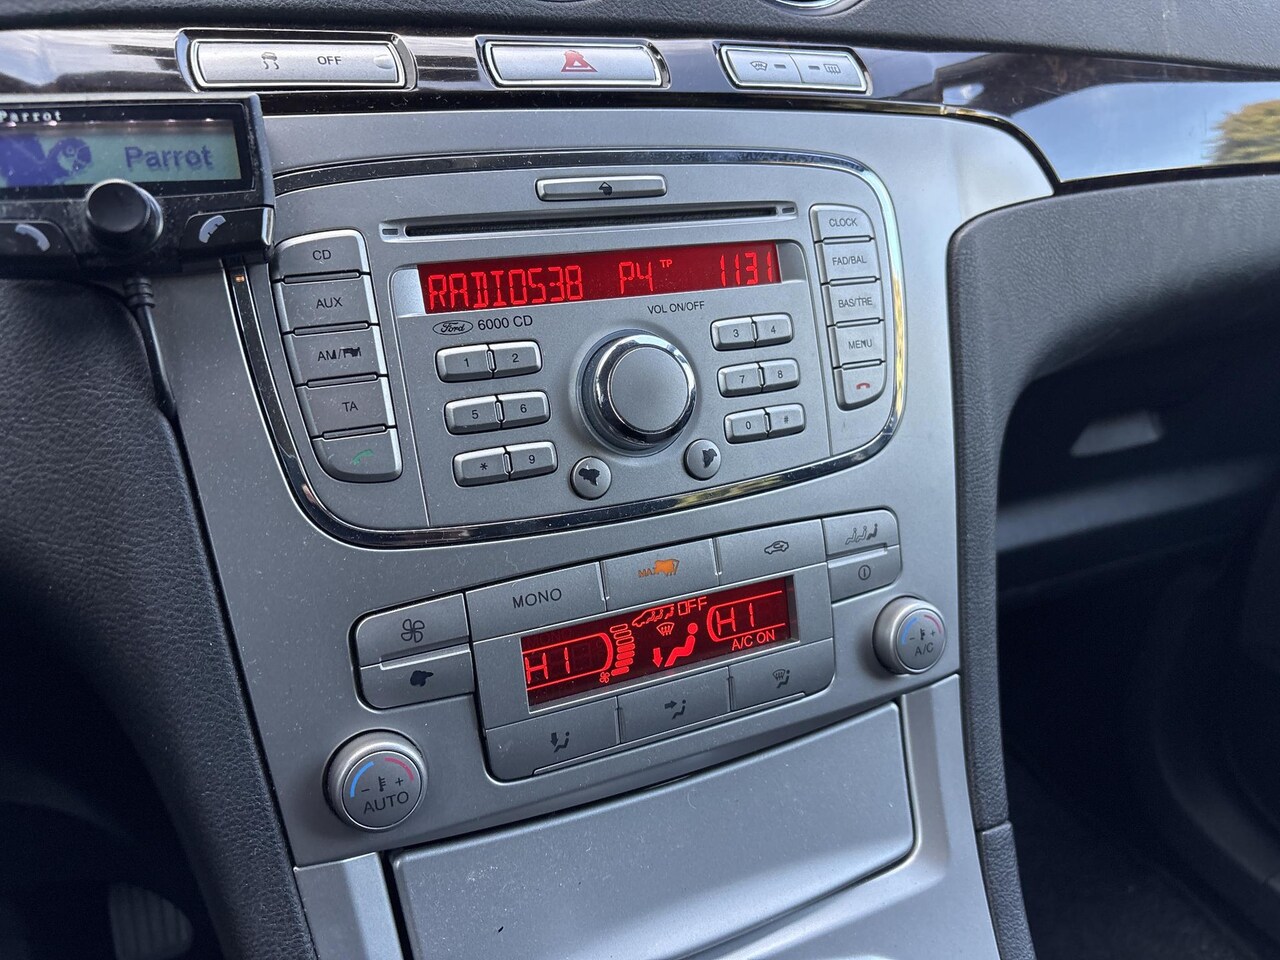 OFF
Parrot
Parrot
CD
AUX
AM/FM
TA
RADIO538 P4 TP 1131
Ford 6000 CD
VOL ON/OFF
1 2
3 4
5 6
7 8
* 9
0 #
CLOCK
FAD/BAL
BAS/TRE
MENU
MONO
MAX
OFF
HI
HI
A/C ON
- + AUTO
- + A/C